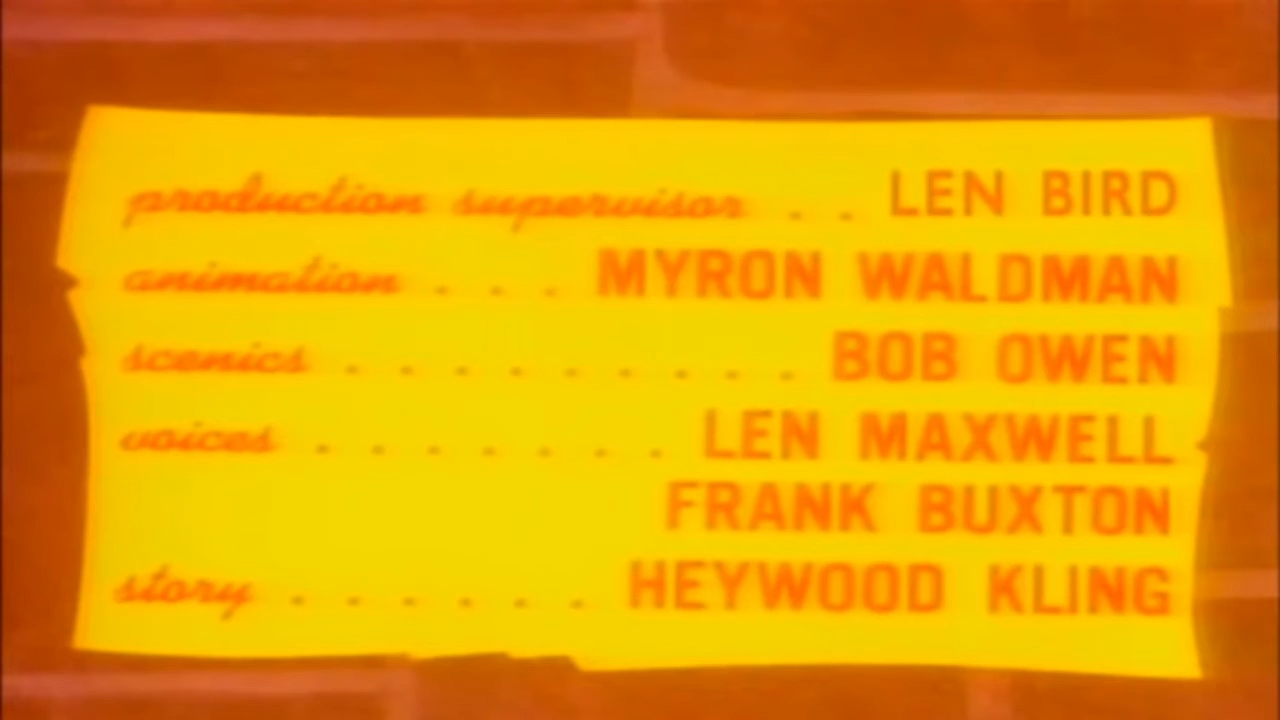 production supervisor . . LEN BIRD
animation . . . MYRON WALDMAN
scenics . . . . . . . . . BOB OWEN
voices . . . . . . . LEN MAXWELL
FRANK BUXTON
story . . . . . . HEYWOOD KLING